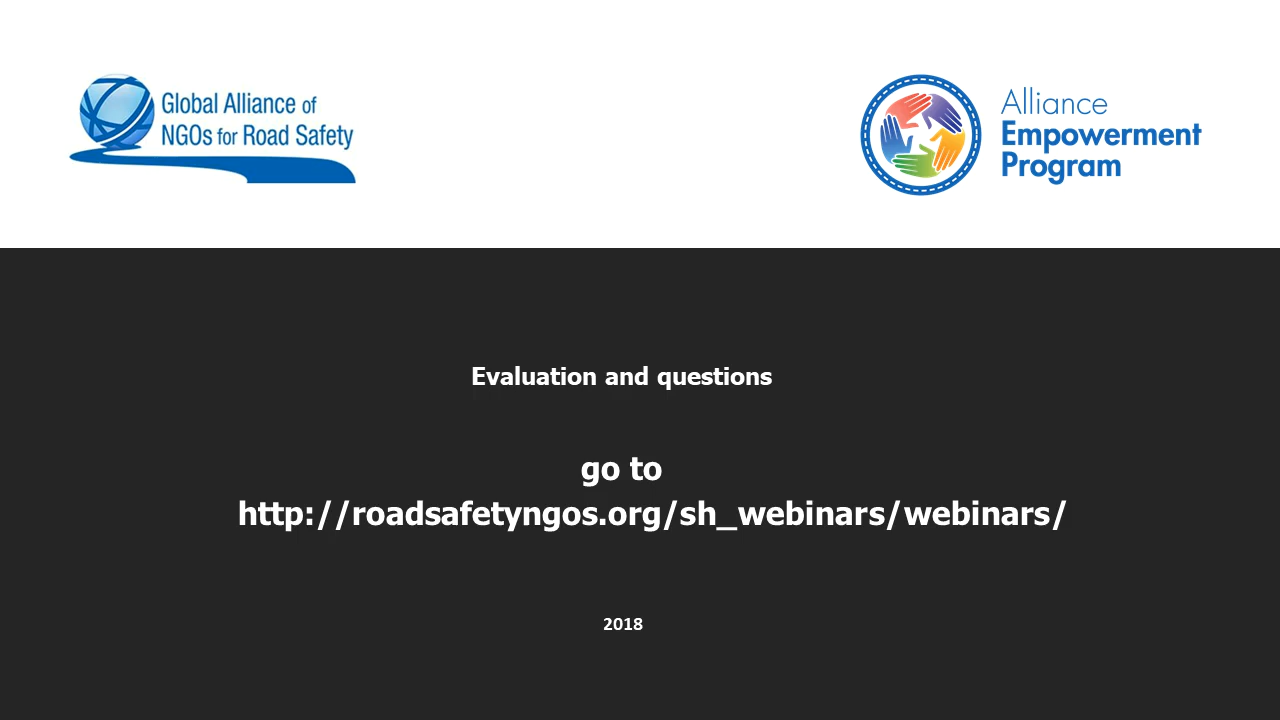 Global Alliance of
NGOs for Road Safety
Alliance
Empowerment
Program
Evaluation and questions
go to
http://roadsafetyngos.org/sh_webinars/webinars/
2018